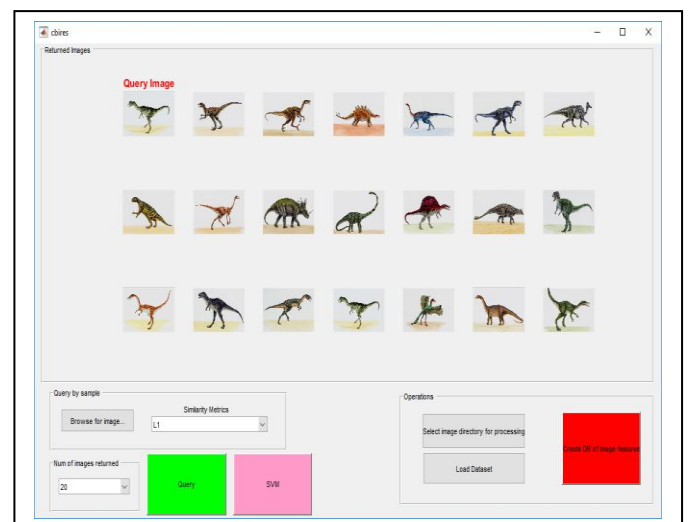 cbires
Returned Images
Query Image
Query by sample
Browse for image...
Similarity Metrics
L1
Num of images returned
20
Query
SVM
Operations
Select image directory for processing
Load Dataset
Create DB of image features